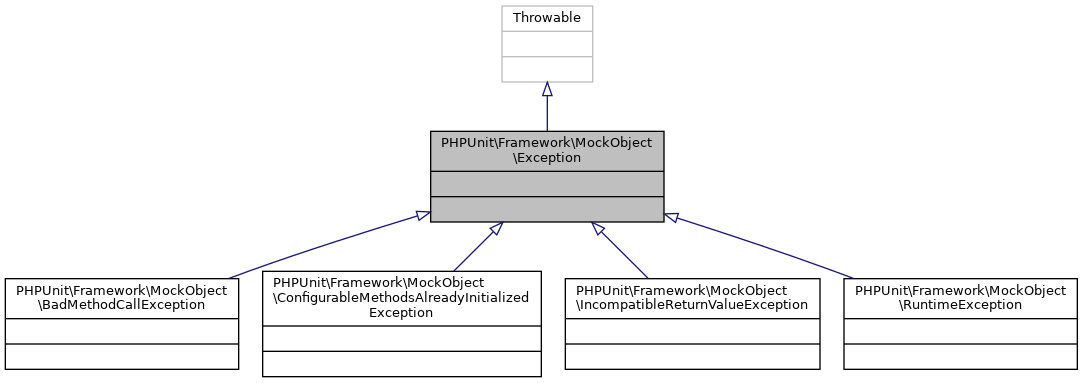 Throwable
PHPUnit\Framework\MockObject
\Exception
PHPUnit\Framework\MockObject
\BadMethodCallException
PHPUnit\Framework\MockObject
\ConfigurableMethodsAlreadyInitialized
Exception
PHPUnit\Framework\MockObject
\IncompatibleReturnValueException
PHPUnit\Framework\MockObject
\RuntimeException